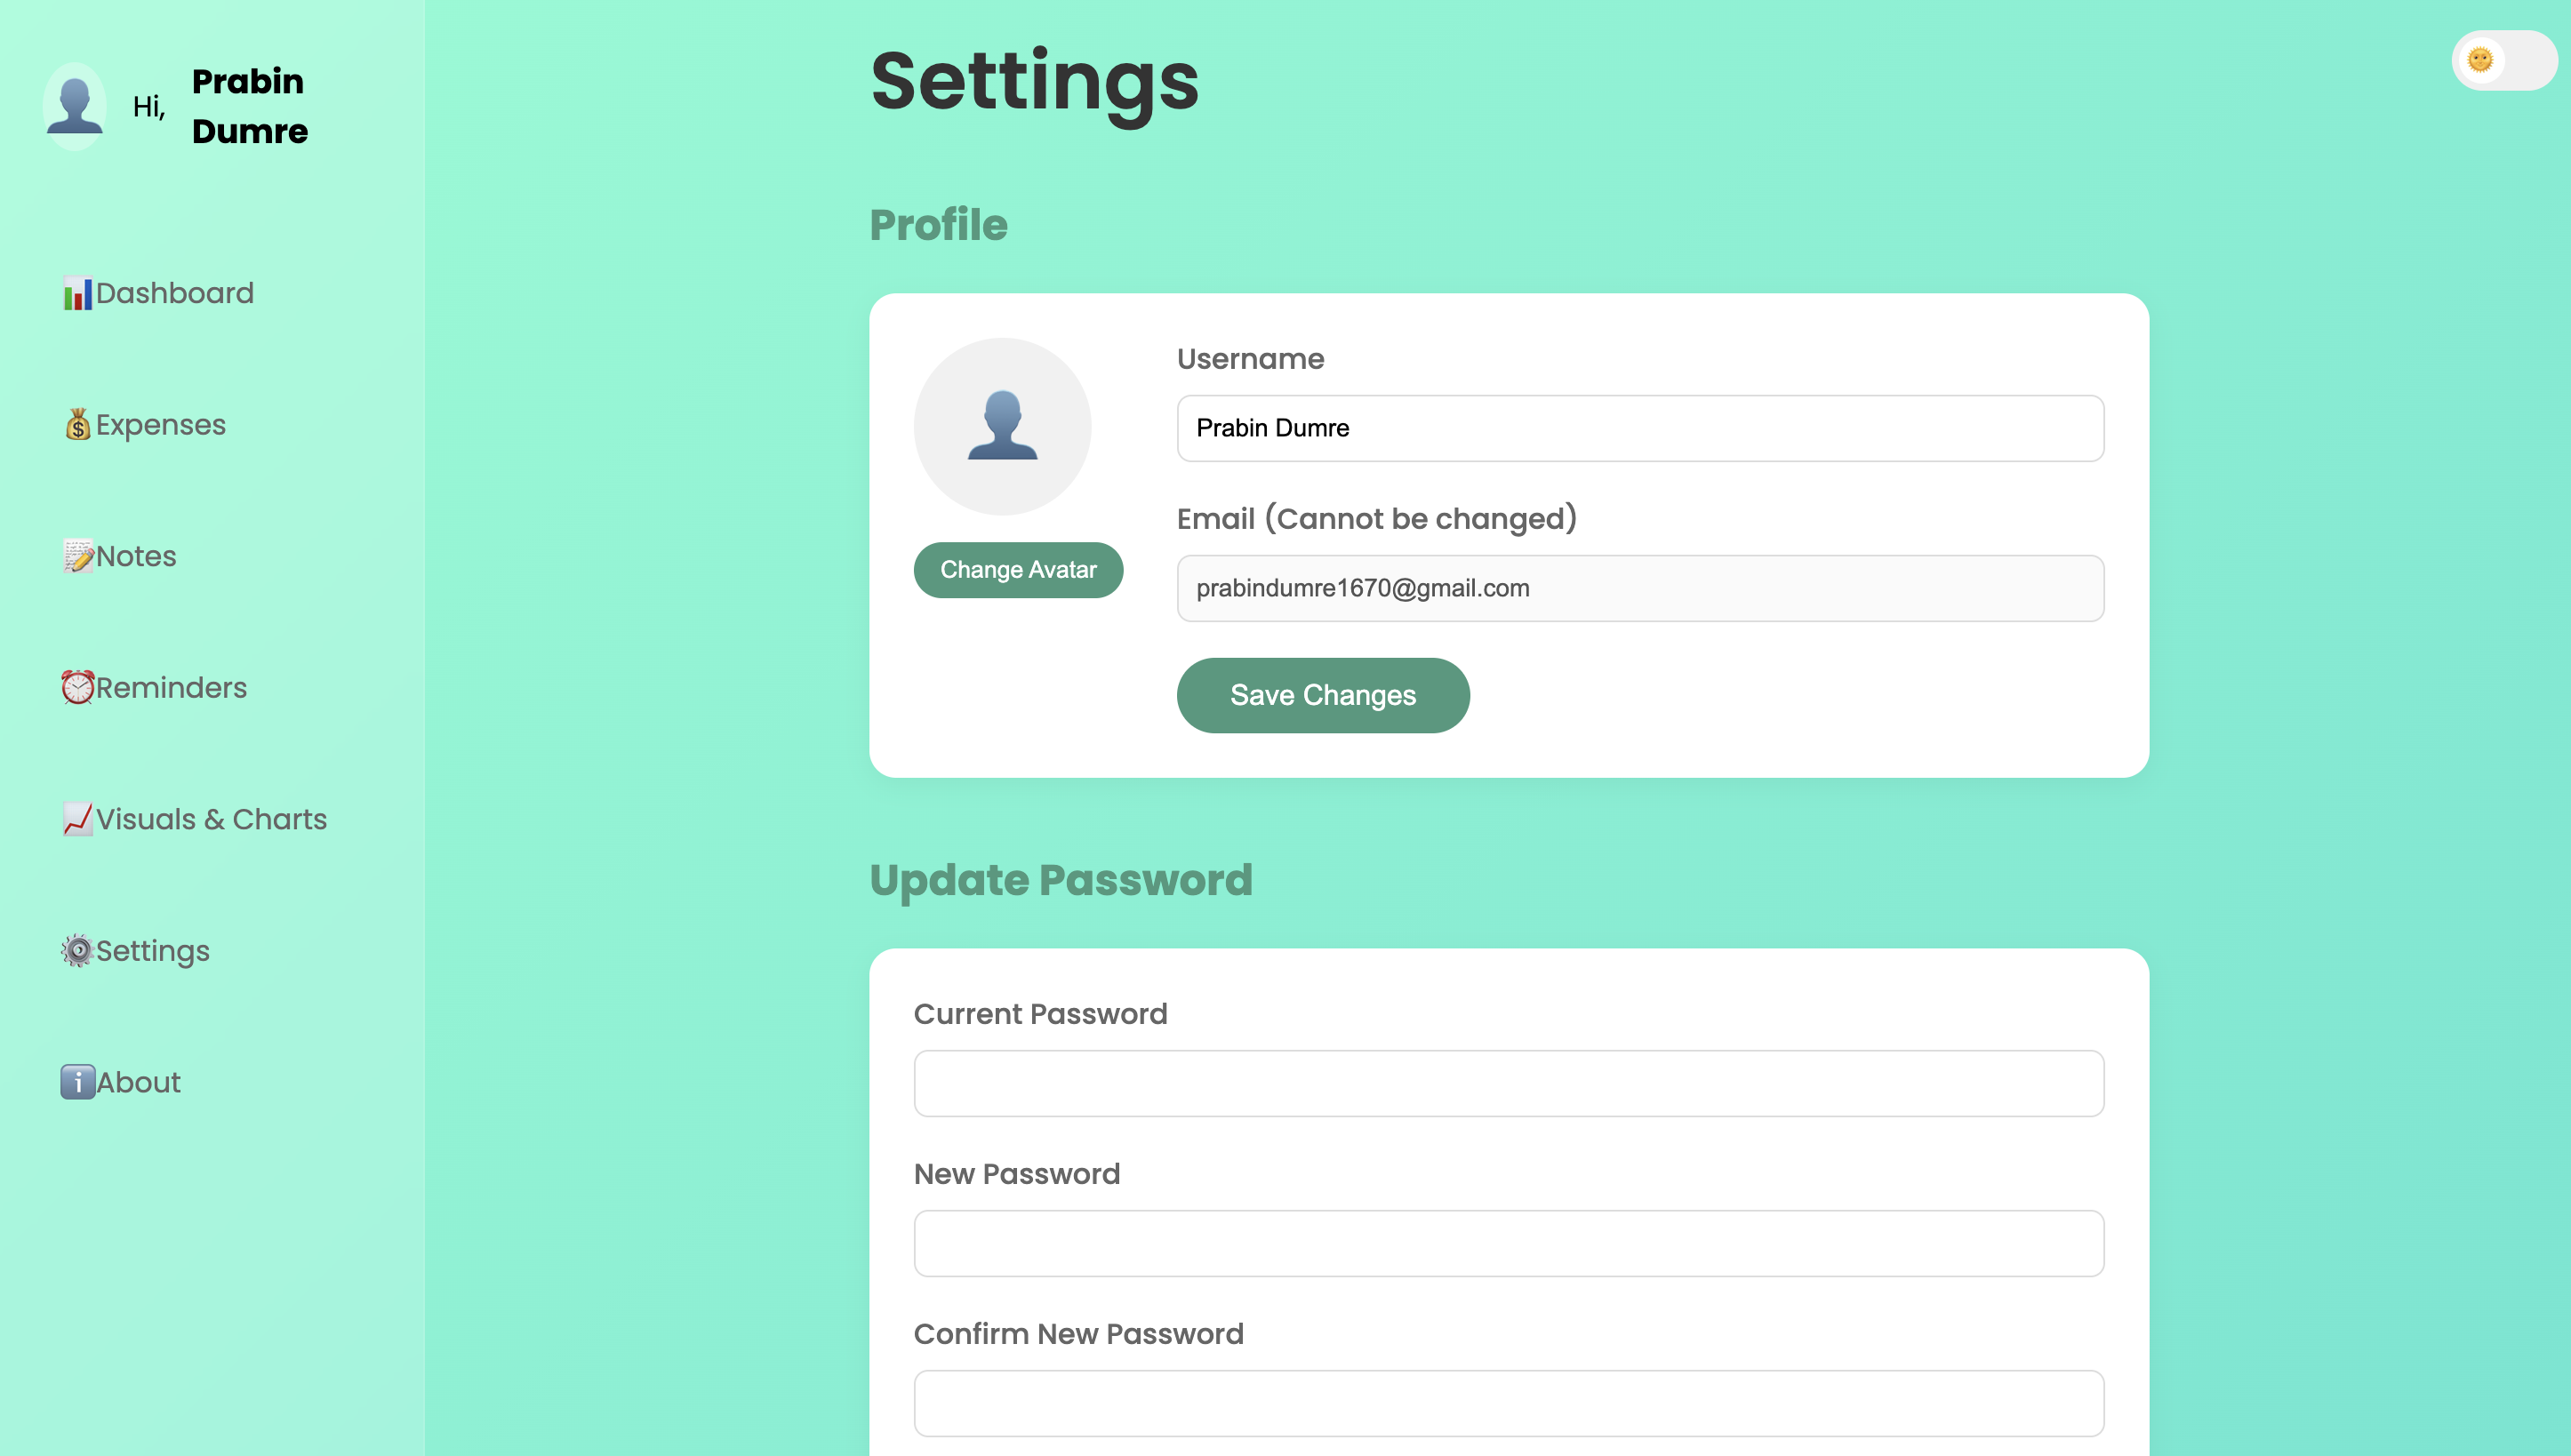 Hi,
Prabin
Dumre
Dashboard
Expenses
Notes
Reminders
Visuals & Charts
Settings
About
Settings
Profile
Change Avatar
Username
Prabin Dumre
Email (Cannot be changed)
prabindumre1670@gmail.com
Save Changes
Update Password
Current Password
New Password
Confirm New Password